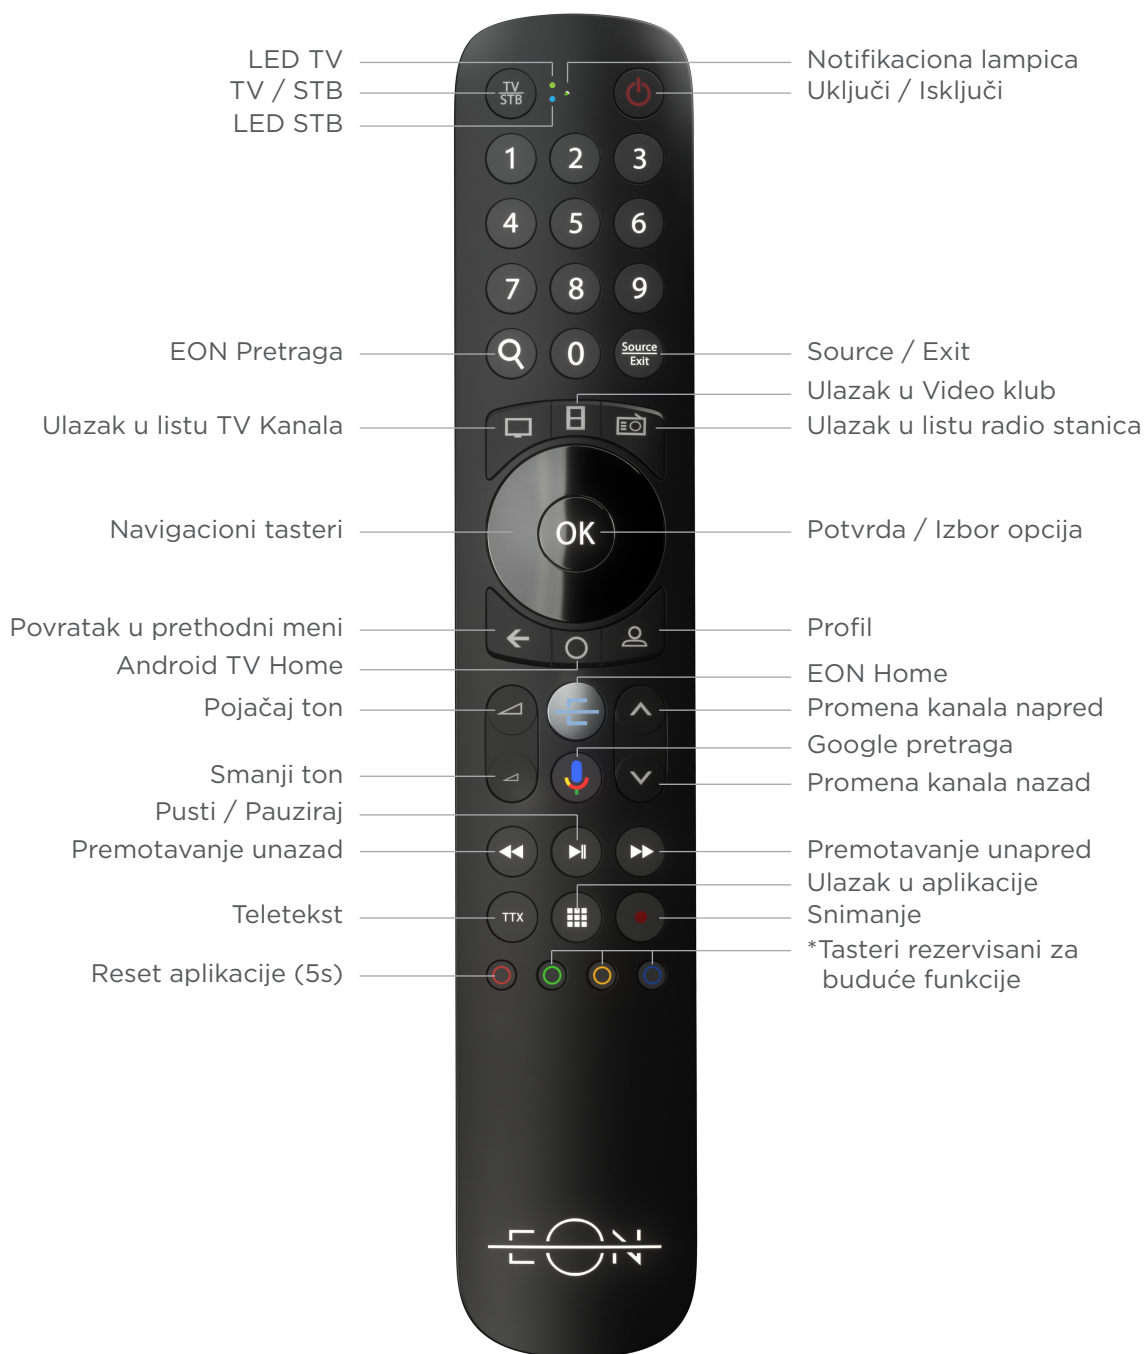 LED TV
Notifikaciona lampica
TV / STB
Uključi / Isključi
LED STB
TV
STB
1 2 3
4 5 6
7 8 9
EON Pretraga
0
Source
Exit
Source / Exit
Ulazak u Video klub
Ulazak u listu TV Kanala
Ulazak u listu radio stanica
Navigacioni tasteri
OK
Potvrda / Izbor opcija
Povratak u prethodni meni
Profil
Android TV Home
EON Home
Pojačaj ton
Promena kanala napred
Google pretraga
Smanji ton
Promena kanala nazad
Pusti / Pauziraj
Premotavanje unazad
Premotavanje unapred
Ulazak u aplikacije
Teletekst
TTX
Snimanje
*Tasteri rezervisani za
buduće funkcije
Reset aplikacije (5s)
EON